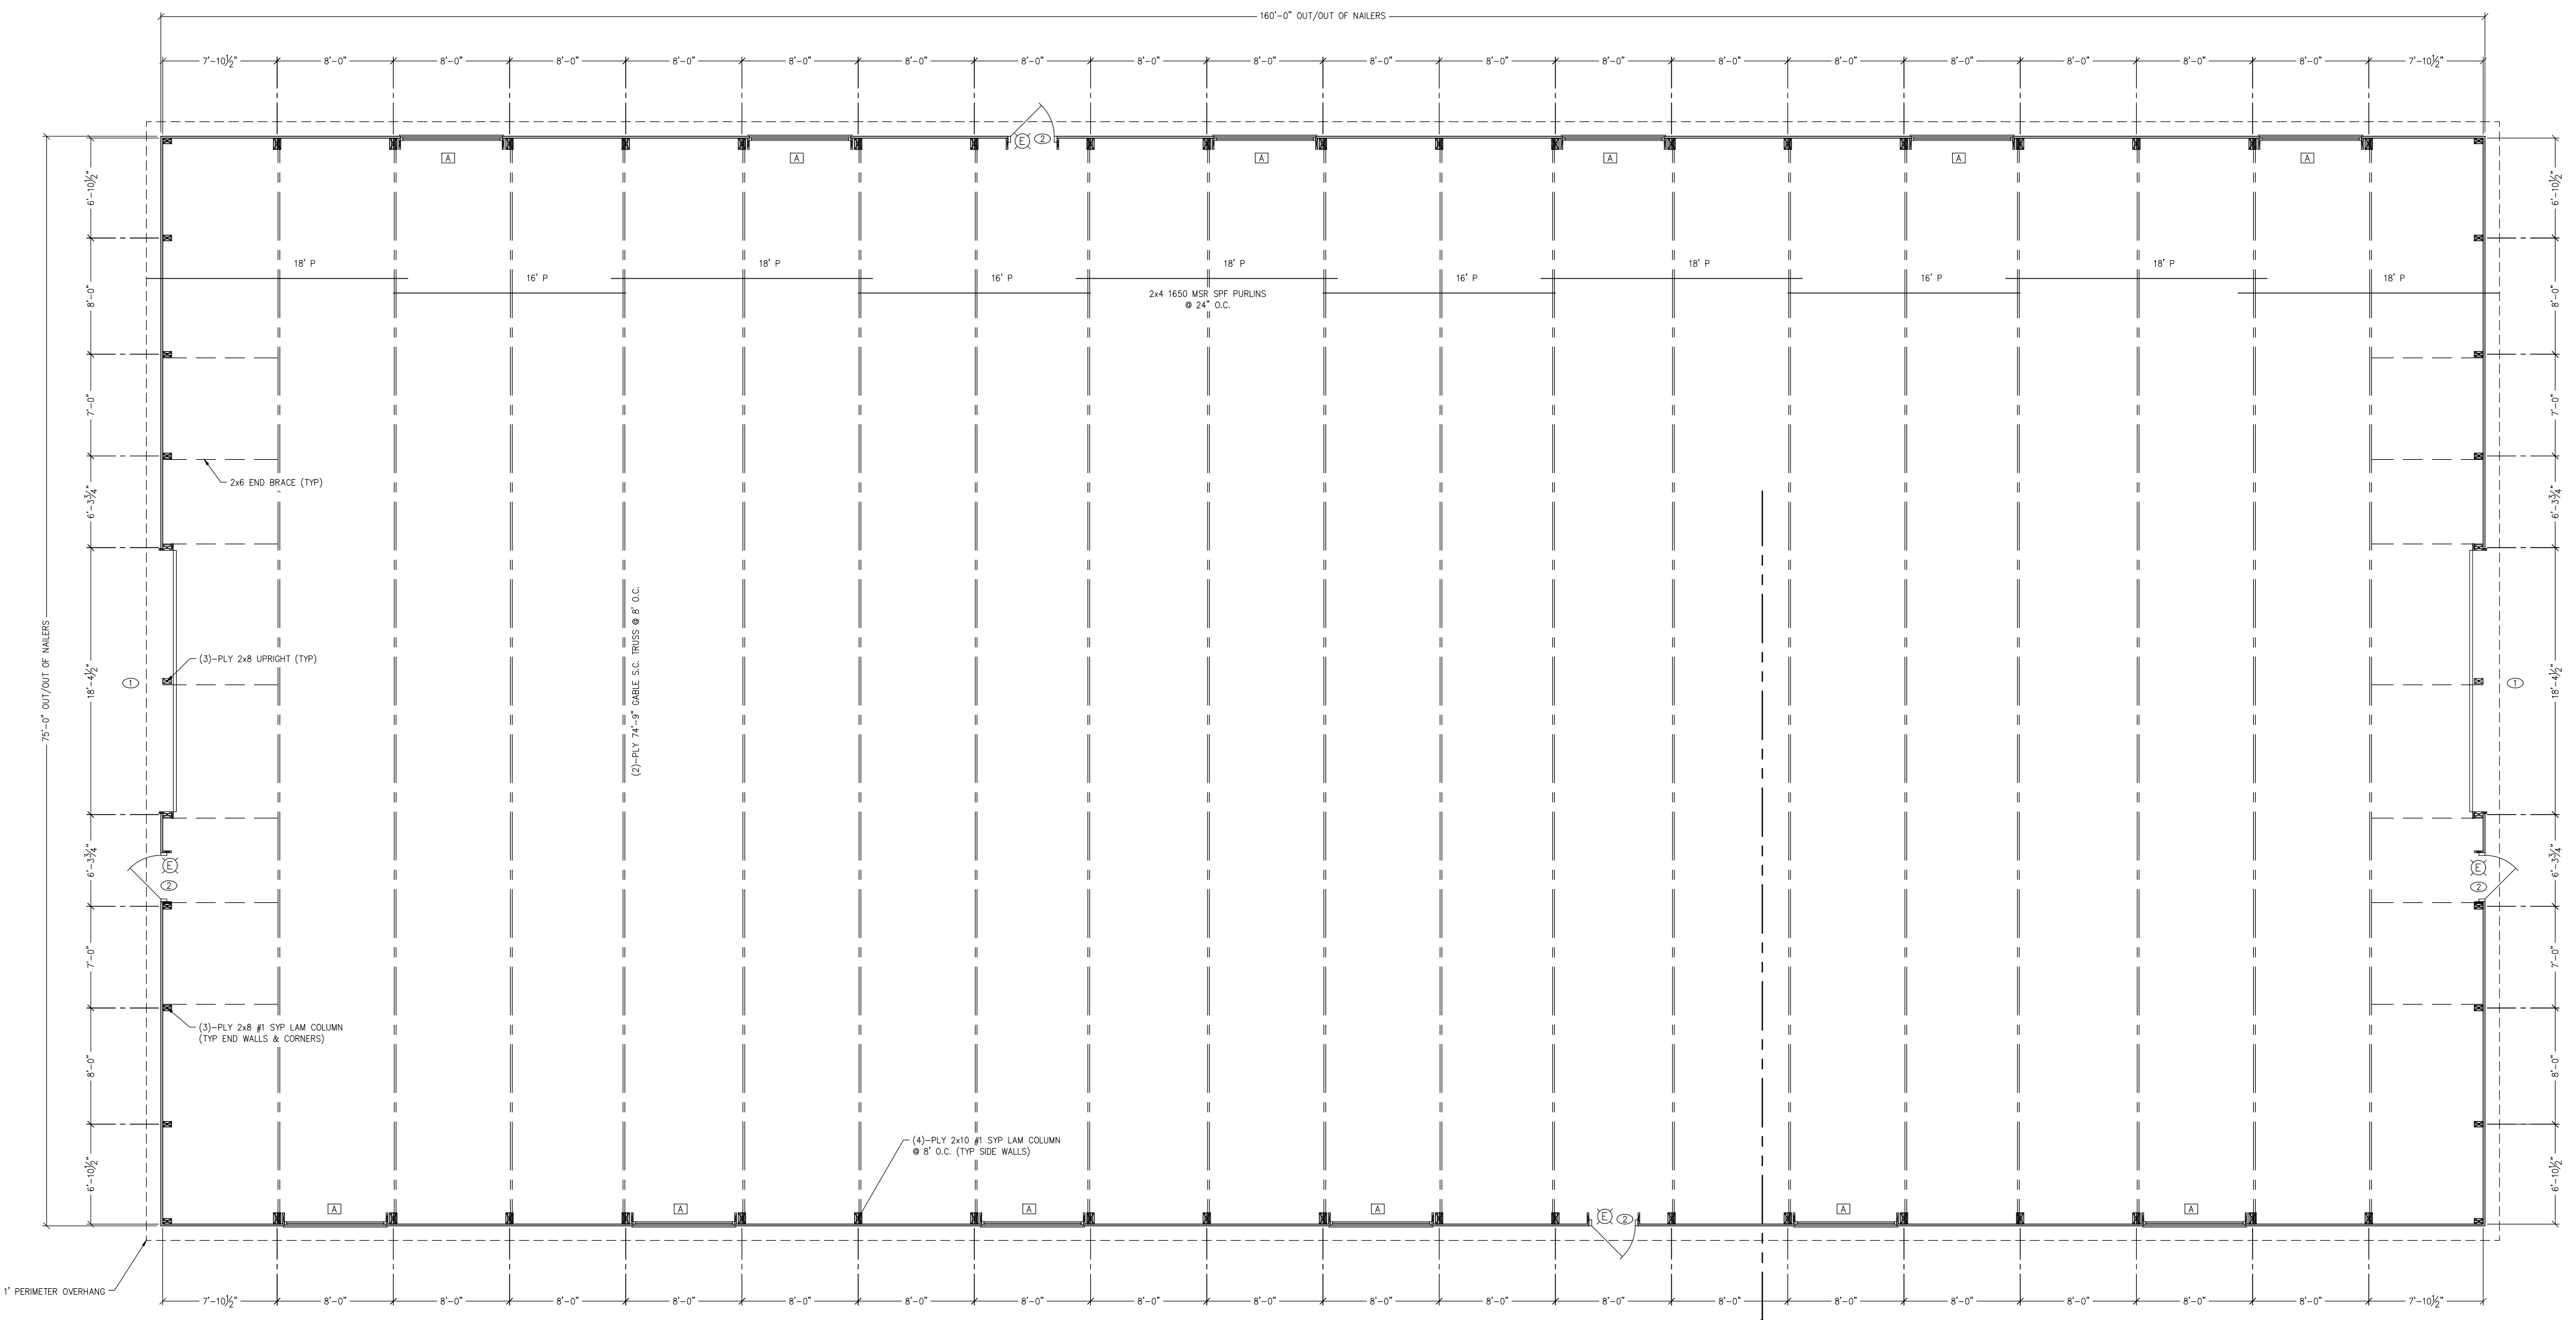 160'-0" OUT/OUT OF NAILERS
7'-10½" 8'-0" 8'-0" 8'-0" 8'-0" 8'-0" 8'-0" 8'-0" 8'-0" 8'-0" 8'-0" 8'-0" 8'-0" 8'-0" 8'-0" 8'-0" 8'-0" 8'-0" 8'-0" 7'-10½"
E 2
A A A A A A
6'-10½" 6'-10½"
18' P 18' P 18' P 18' P 18' P
16' P 16' P 16' P 16' P 18' P
2x4 1650 MSR SPF PURLINS
@ 24" O.C.
8'-0" 8'-0"
7'-0" 7'-0"
2x6 END BRACE (TYP)
6'-3¾" 6'-3¾"
75'-0" OUT/OUT OF NAILERS
(3)-PLY 2x8 UPRIGHT (TYP)
(2)-PLY 74'-9" GABLE S.C. TRUSS @ 8' O.C.
1 18'-4½" 1 18'-4½"
6'-3¾" 6'-3¾"
E E
2 2
7'-0" 7'-0"
(3)-PLY 2x8 #1 SYP LAM COLUMN
(TYP END WALLS & CORNERS)
8'-0" 8'-0"
(4)-PLY 2x10 #1 SYP LAM COLUMN
@ 8' O.C. (TYP SIDE WALLS)
6'-10½" 6'-10½"
A A A A A A
E 2
1' PERIMETER OVERHANG
7'-10½" 8'-0" 8'-0" 8'-0" 8'-0" 8'-0" 8'-0" 8'-0" 8'-0" 8'-0" 8'-0" 8'-0" 8'-0" 8'-0" 8'-0" 8'-0" 8'-0" 8'-0" 8'-0" 7'-10½"